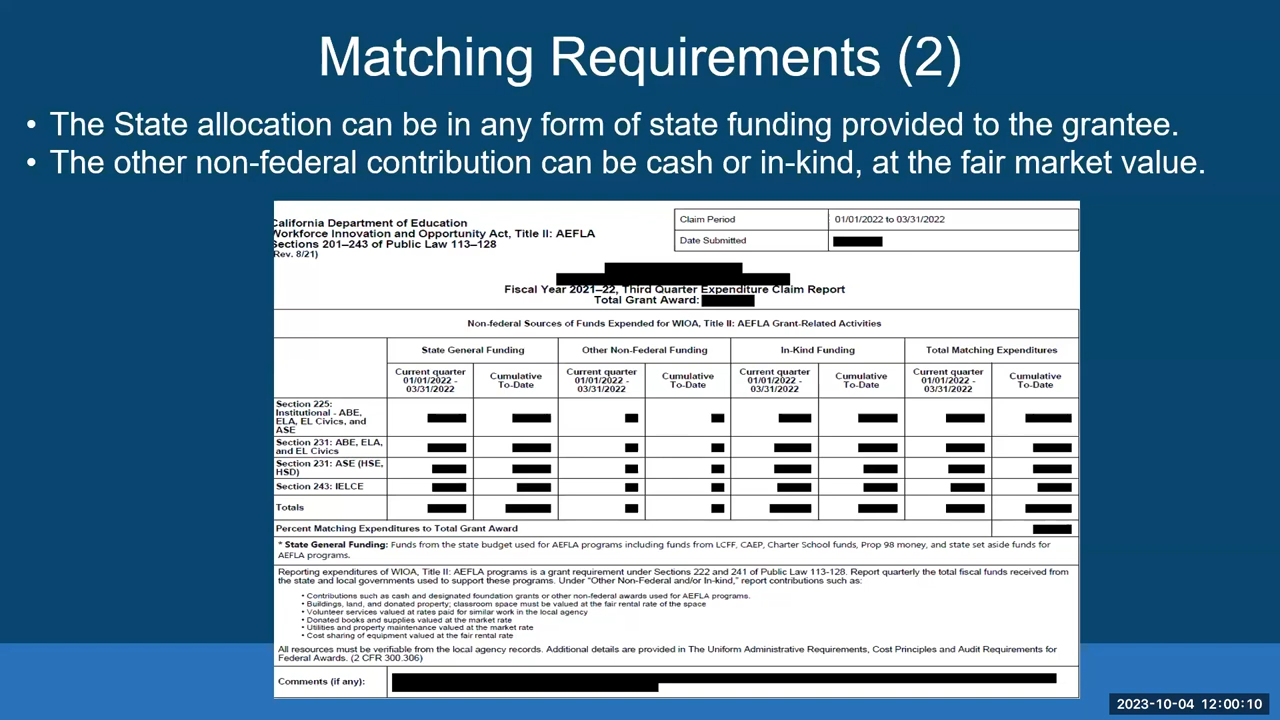 Matching Requirements (2)
• The State allocation can be in any form of state funding provided to the grantee.
• The other non-federal contribution can be cash or in-kind, at the fair market value.
California Department of Education
Workforce Innovation and Opportunity Act, Title II: AEFLA
Sections 201–243 of Public Law 113–128
(Rev. 8/21)
Claim Period 01/01/2022 to 03/31/2022
Date Submitted
Fiscal Year 2021–22, Third Quarter Expenditure Claim Report
Total Grant Award:
Non-federal Sources of Funds Expended for WIOA, Title II: AEFLA Grant-Related Activities
State General Funding Other Non-Federal Funding In-Kind Funding Total Matching Expenditures
Current quarter 01/01/2022 - 03/31/2022 Cumulative To-Date Current quarter 01/01/2022 - 03/31/2022 Cumulative To-Date Current quarter 01/01/2022 - 03/31/2022 Cumulative To-Date Current quarter 01/01/2022 - 03/31/2022 Cumulative To-Date
Section 225:
Institutional - ABE,
ELA, EL Civics, and
ASE
Section 231: ABE, ELA,
and EL Civics
Section 231: ASE (HSE,
HSD)
Section 243: IELCE
Totals
Percent Matching Expenditures to Total Grant Award
* State General Funding: Funds from the state budget used for AEFLA programs including funds from LCFF, CAEP, Charter School funds, Prop 98 money, and state set aside funds for
AEFLA programs.
Reporting expenditures of WIOA, Title II: AEFLA programs is a grant requirement under Sections 222 and 241 of Public Law 113-128. Report quarterly the total fiscal funds received from
the state and local governments used to support these programs. Under “Other Non-Federal and/or In-kind,” report contributions such as:
• Contributions such as cash and designated foundation grants or other non-federal awards used for AEFLA programs.
• Buildings, land, and donated property; classroom space must be valued at the fair rental rate of the space
• Volunteer services valued at rates paid for similar work in the local agency
• Donated books and supplies valued at the market rate
• Utilities and property maintenance valued at the market rate
• Cost sharing of equipment valued at the fair rental rate
All resources must be verifiable from the local agency records. Additional details are provided in The Uniform Administrative Requirements, Cost Principles and Audit Requirements for
Federal Awards. (2 CFR 300.306)
Comments (if any):
2023-10-04 12:00:10